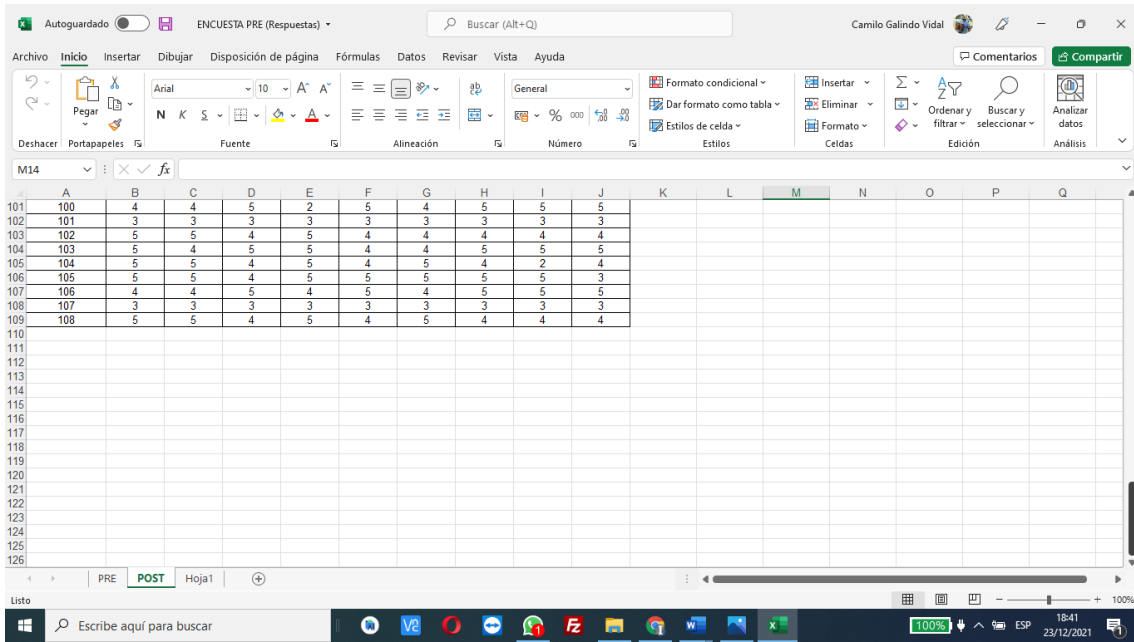 Autoguardado ENCUESTA PRE (Respuestas) Buscar (Alt+Q) Camilo Galindo Vidal
Archivo Inicio Insertar Dibujar Disposición de página Fórmulas Datos Revisar Vista Ayuda Comentarios Compartir
Pegar
Arial 10 A A
N K S A
ab
General
% 000
Formato condicional
Dar formato como tabla
Estilos de celda
Insertar
Eliminar
Formato
Ordenar y filtrar
Buscar y seleccionar
Analizar datos
Deshacer Portapapeles Fuente Alineación Número Estilos Celdas Edición Análisis
M14 fx
A B C D E F G H I J K L M N O P Q
101 100 4 4 5 2 5 4 5 5 5
102 101 3 3 3 3 3 3 3 3 3
103 102 5 5 4 5 4 4 4 4 4
104 103 5 4 5 5 4 4 5 5 5
105 104 5 5 4 5 4 5 4 2 4
106 105 5 5 4 5 5 5 5 5 3
107 106 4 4 5 4 5 4 5 5 5
108 107 3 3 3 3 3 3 3 3 3
109 108 5 5 4 5 4 5 4 4 4
110
111
112
113
114
115
116
117
118
119
120
121
122
123
124
125
126
PRE POST Hoja1
Listo 100%
Escribe aquí para buscar 100% ESP 18:41
23/12/2021